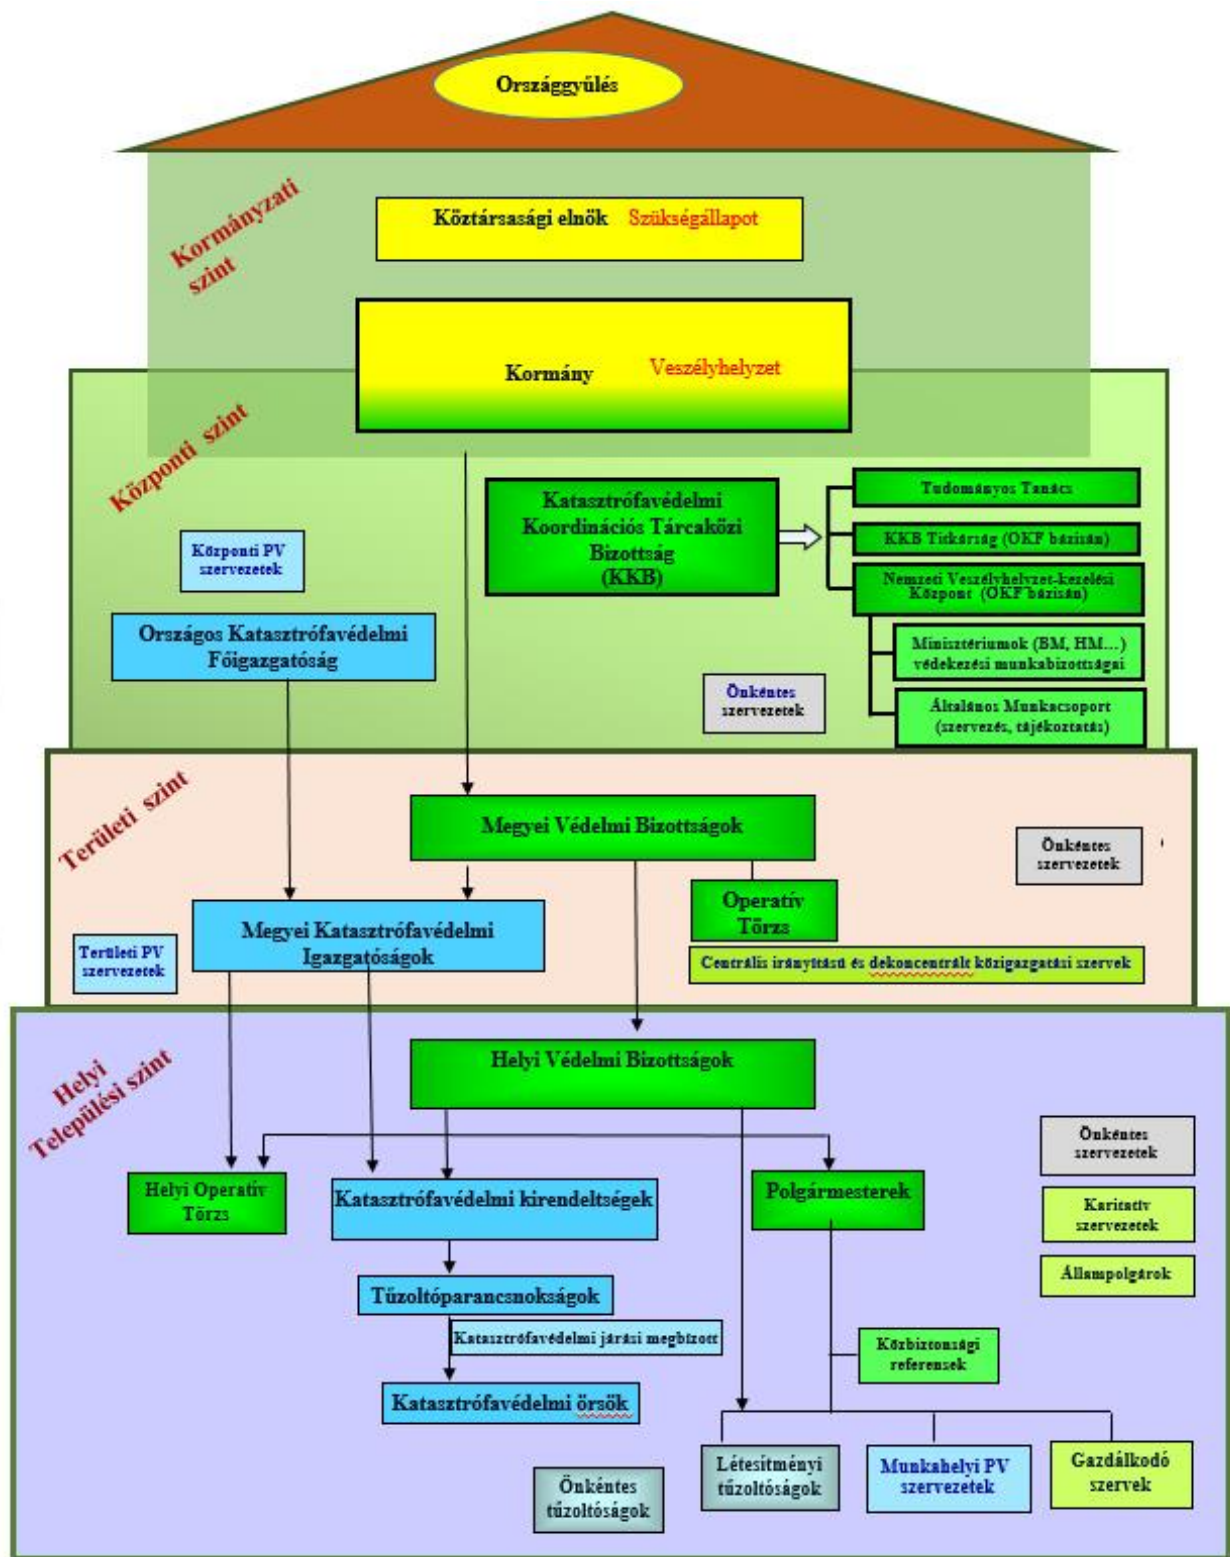 Országgyűlés
Kormányzati
szint
Köztársasági elnök Szükségállapot
Kormány Veszélyhelyzet
Központi szint
Katasztrófavédelmi
Koordinációs Tárcaközi
Bizottság
(KKB)
Tudományos Tanács
KKB Titkárság (OKF bázisán)
Nemzeti Veszélyhelyzet-kezelési
Központ (OKF bázisán)
Minisztériumok (BM, HM...)
védekezési munkabizottságai
Általános Munkacsoport
(szervezés, tájékoztatás)
Központi PV
szervezetek
Országos Katasztrófavédelmi
Főigazgatóság
Önkéntes
szervezetek
Területi szint
Megyei Védelmi Bizottságok
Önkéntes
szervezetek
Operatív
Törzs
Megyei Katasztrófavédelmi
Igazgatóságok
Területi PV
szervezetek
Centrális irányítású és dekoncentrált közigazgatási szervek
Helyi
Települési szint
Helyi Védelmi Bizottságok
Önkéntes
szervezetek
Helyi Operatív
Törzs
Katasztrófavédelmi kirendeltségek
Polgármesterek
Karitatív
szervezetek
Állampolgárok
Tűzoltóparancsnokságok
Katasztrófavédelmi járási megbízott
Közbiztonsági
referensek
Katasztrófavédelmi örsök
Önkéntes
tűzoltóságok
Létesítményi
tűzoltóságok
Munkahelyi PV
szervezetek
Gazdálkodó
szervek